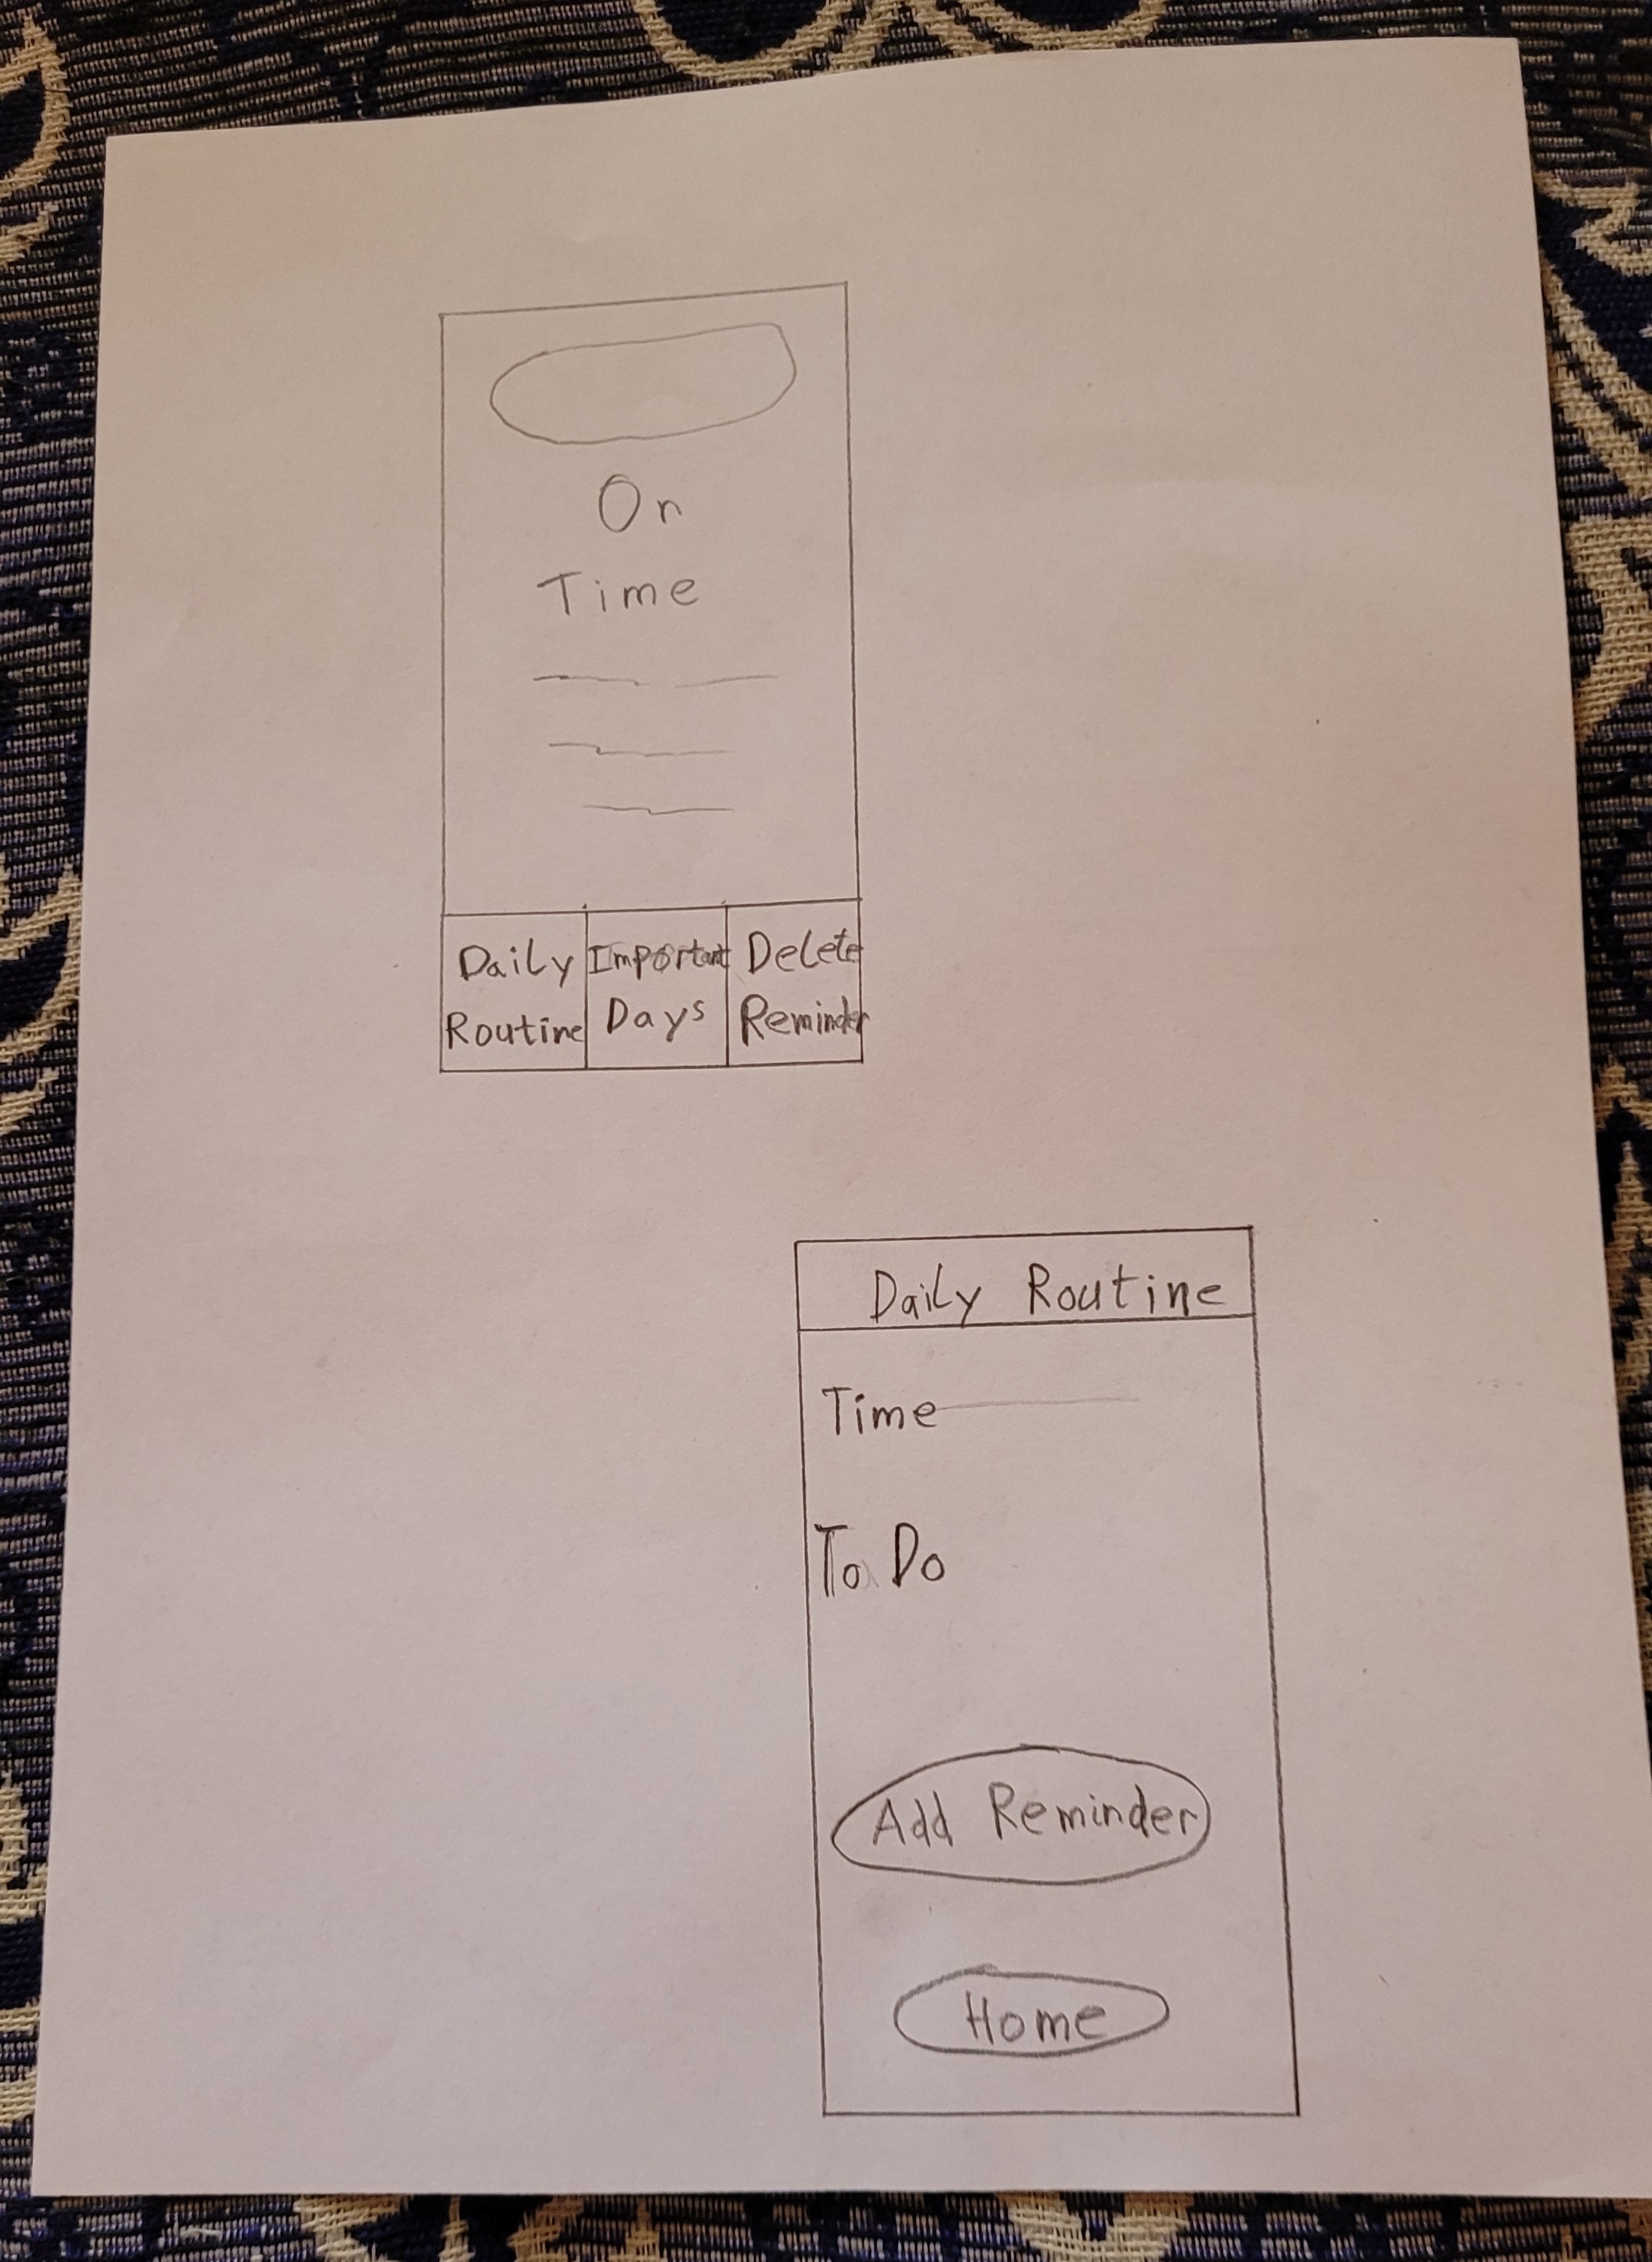 On
Time
Daily
Routine
Important
Days
Delete
Reminder
Daily Routine
Time
To Do
Add Reminder
Home